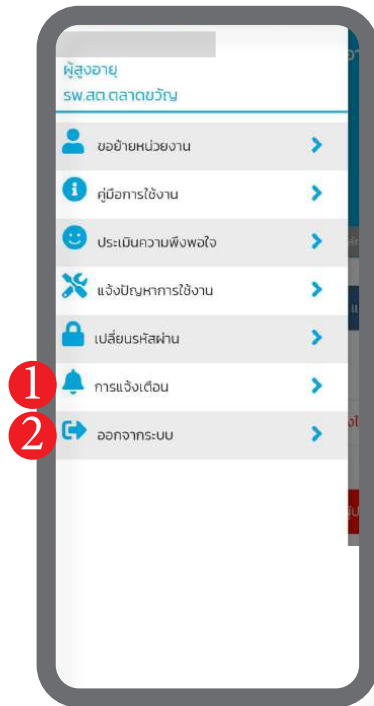 ผู้สูงอายุ
รพ.สต.ตลาดขวัญ
ขอย้ายหน่วยงาน
คู่มือการใช้งาน
ประเมินความพึงพอใจ
แจ้งปัญหาการใช้งาน
เปลี่ยนรหัสผ่าน
1 การแจ้งเตือน
2 ออกจากระบบ